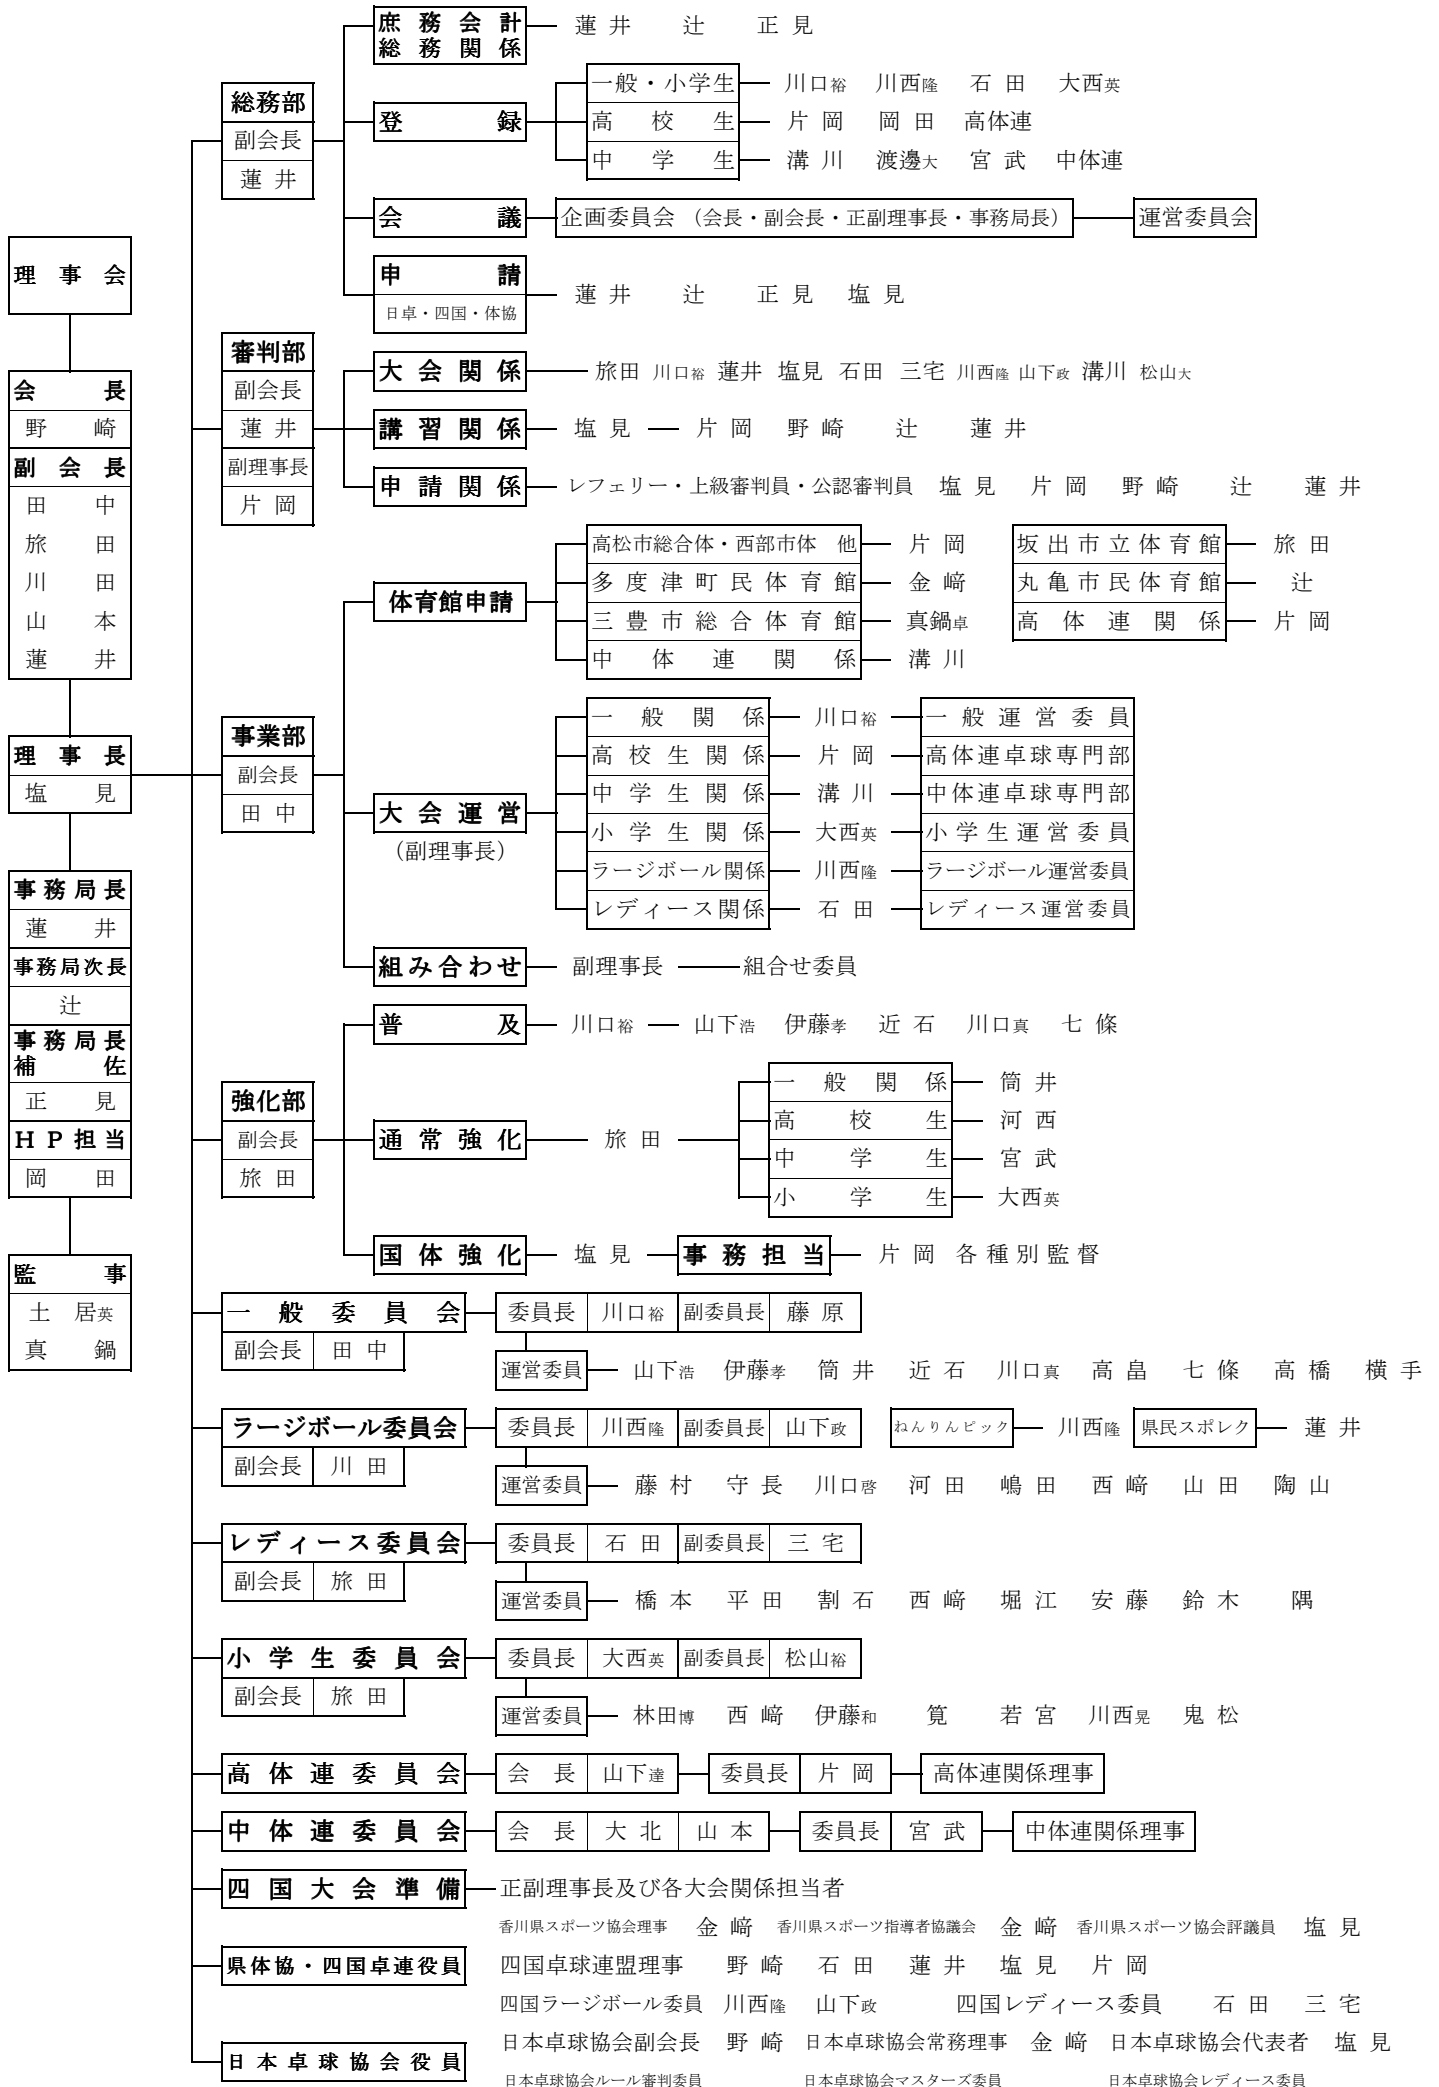 理事会
会長
野崎
副会長
田中
旅田
川田
山本
蓮井
理事長
塩見
事務局長
蓮井
事務局次長
辻
事務局長
補佐
正見
HP担当
岡田
監事
土居英
真鍋
総務部
副会長
蓮井
庶務会計
総務関係 蓮井 辻 正見
登録
一般・小学生 川口裕 川西隆 石田 大西英
高校生 片岡 岡田 高体連
中学生 溝川 渡邊大 宮武 中体連
会議 企画委員会（会長・副会長・正副理事長・事務局長） 運営委員会
申請
日卓・四国・体協
蓮井 辻 正見 塩見
審判部
副会長
蓮井
副理事長
片岡
大会関係 旅田 川口裕 蓮井 塩見 石田 三宅 川西隆 山下政 溝川 松山大
講習関係 塩見 片岡 野崎 辻 蓮井
申請関係 レフェリー・上級審判員・公認審判員 塩見 片岡 野崎 辻 蓮井
事業部
副会長
田中
体育館申請
高松市総合体・西部市体 他 片岡 坂出市立体育館 旅田
多度津町民体育館 金﨑 丸亀市民体育館 辻
三豊市総合体育館 真鍋卓 高体連関係 片岡
中体連関係 溝川
大会運営
（副理事長）
一般関係 川口裕 一般運営委員
高校生関係 片岡 高体連卓球専門部
中学生関係 溝川 中体連卓球専門部
小学生関係 大西英 小学生運営委員
ラージボール関係 川西隆 ラージボール運営委員
レディース関係 石田 レディース運営委員
組み合わせ 副理事長 組合せ委員
強化部
副会長
旅田
普及 川口裕 山下浩 伊藤孝 近石 川口真 七條
通常強化 旅田
一般関係 筒井
高校生 河西
中学生 宮武
小学生 大西英
国体強化 塩見 事務担当 片岡 各種別監督
一般委員会 委員長 川口裕 副委員長 藤原
副会長 田中
運営委員 山下浩 伊藤孝 筒井 近石 川口真 高畠 七條 高橋 横手
ラージボール委員会 委員長 川西隆 副委員長 山下政 ねんりんピック 川西隆 県民スポレク 蓮井
副会長 川田
運営委員 藤村 守長 川口啓 河田 嶋田 西﨑 山田 陶山
レディース委員会 委員長 石田 副委員長 三宅
副会長 旅田
運営委員 橋本 平田 割石 西﨑 堀江 安藤 鈴木 隅
小学生委員会 委員長 大西英 副委員長 松山裕
副会長 旅田
運営委員 林田博 西﨑 伊藤和 筧 若宮 川西晃 鬼松
高体連委員会 会長 山下達 委員長 片岡 高体連関係理事
中体連委員会 会長 大北 山本 委員長 宮武 中体連関係理事
四国大会準備 正副理事長及び各大会関係担当者
香川県スポーツ協会理事 金﨑 香川県スポーツ指導者協議会 金﨑 香川県スポーツ協会評議員 塩見
県体協・四国卓連役員 四国卓球連盟理事 野崎 石田 蓮井 塩見 片岡
四国ラージボール委員 川西隆 山下政 四国レディース委員 石田 三宅
日本卓球協会役員
日本卓球協会副会長 野崎 日本卓球協会常務理事 金﨑 日本卓球協会代表者 塩見
日本卓球協会ルール審判委員 日本卓球協会マスターズ委員 日本卓球協会レディース委員